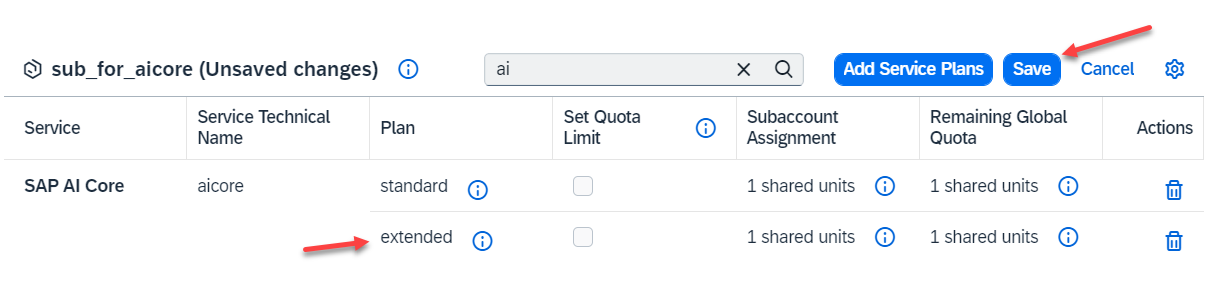 sub_for_aicore (Unsaved changes)
ai
Add Service Plans
Save
Cancel
Service
Service Technical
Name
Plan
Set Quota
Limit
Subaccount
Assignment
Remaining Global
Quota
Actions
SAP AI Core
aicore
standard
1 shared units
1 shared units
extended
1 shared units
1 shared units